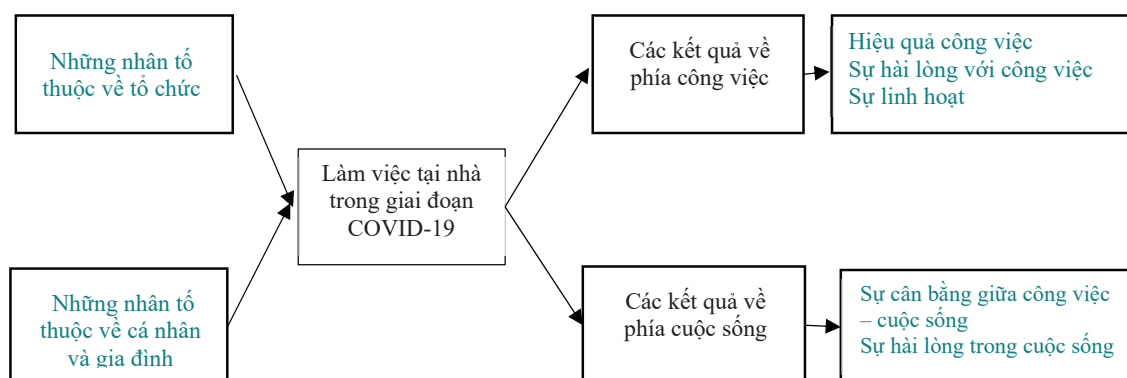 Những nhân tố
thuộc về tổ chức
Những nhân tố
thuộc về cá nhân
và gia đình
Làm việc tại nhà
trong giai đoạn
COVID-19
Các kết quả về
phía công việc
Hiệu quả công việc
Sự hài lòng với công việc
Sự linh hoạt
Các kết quả về
phía cuộc sống
Sự cân bằng giữa công việc
– cuộc sống
Sự hài lòng trong cuộc sống